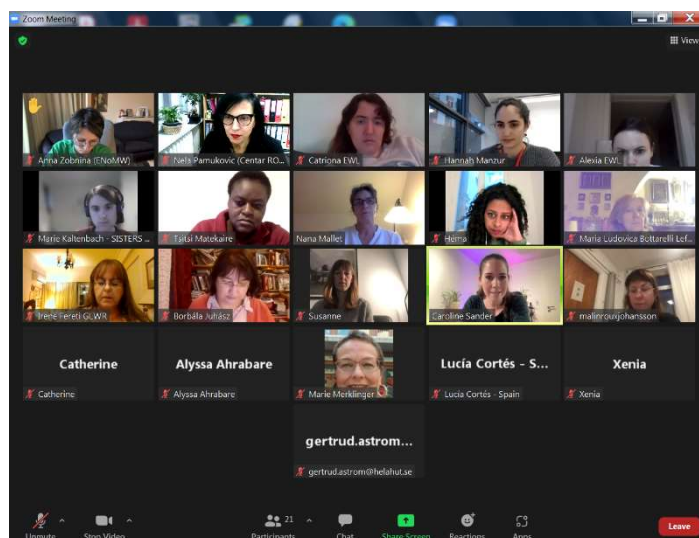 Zoom Meeting
View
Anna Zobnina (ENoMW)
Nela Pamukovic (Centar RO...
Catriona EWL
Hannah Manzur
Alexia EWL
Marie Kaltenbach - SISTERS ...
Tsitsi Matekaire
Nana Mallet
Hema
Maria Ludovica Bottarelli Lef...
Irene Fereti GLWR
Borbála Juhász
Susanne
Caroline Sander
malinrouxjohansson
Catherine
Alyssa Ahrabare
Lucía Cortés - S...
Xenia
Catherine
Alyssa Ahrabare
Marie Merklinger
Lucía Cortés - Spain
Xenia
gertrud.astrom...
gertrud.astrom@helahut.se
Unmute
Stop Video
21
Participants
Chat
Share Screen
Reactions
Apps
Leave